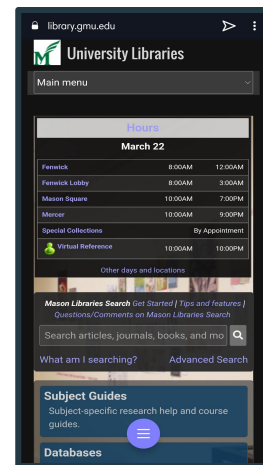 library.gmu.edu
M University Libraries
Main menu
Hours
March 22
Fenwick 8:00AM 12:00AM
Fenwick Lobby 8:00AM 3:00AM
Mason Square 10:00AM 7:00PM
Mercer 10:00AM 9:00PM
Special Collections By Appointment
Virtual Reference 10:00AM 10:00PM
Other days and locations
Mason Libraries Search Get Started | Tips and features |
Questions/Comments on Mason Libraries Search
Search articles, journals, books, and mo
What am I searching? Advanced Search
Subject Guides
Subject-specific research help and course
guides.
Databases